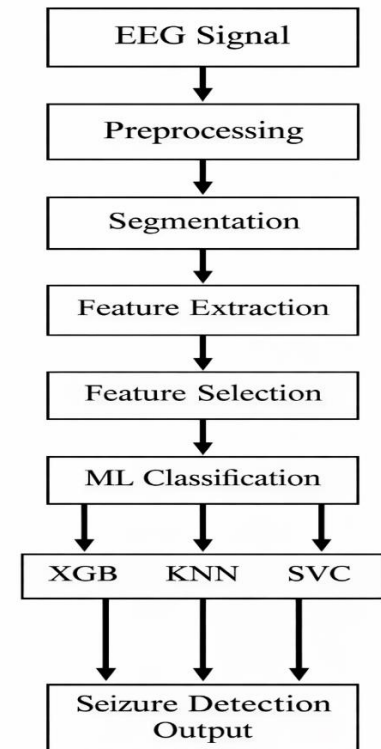 EEG Signal
Preprocessing
Segmentation
Feature Extraction
Feature Selection
ML Classification
XGB KNN SVC
Seizure Detection
Output